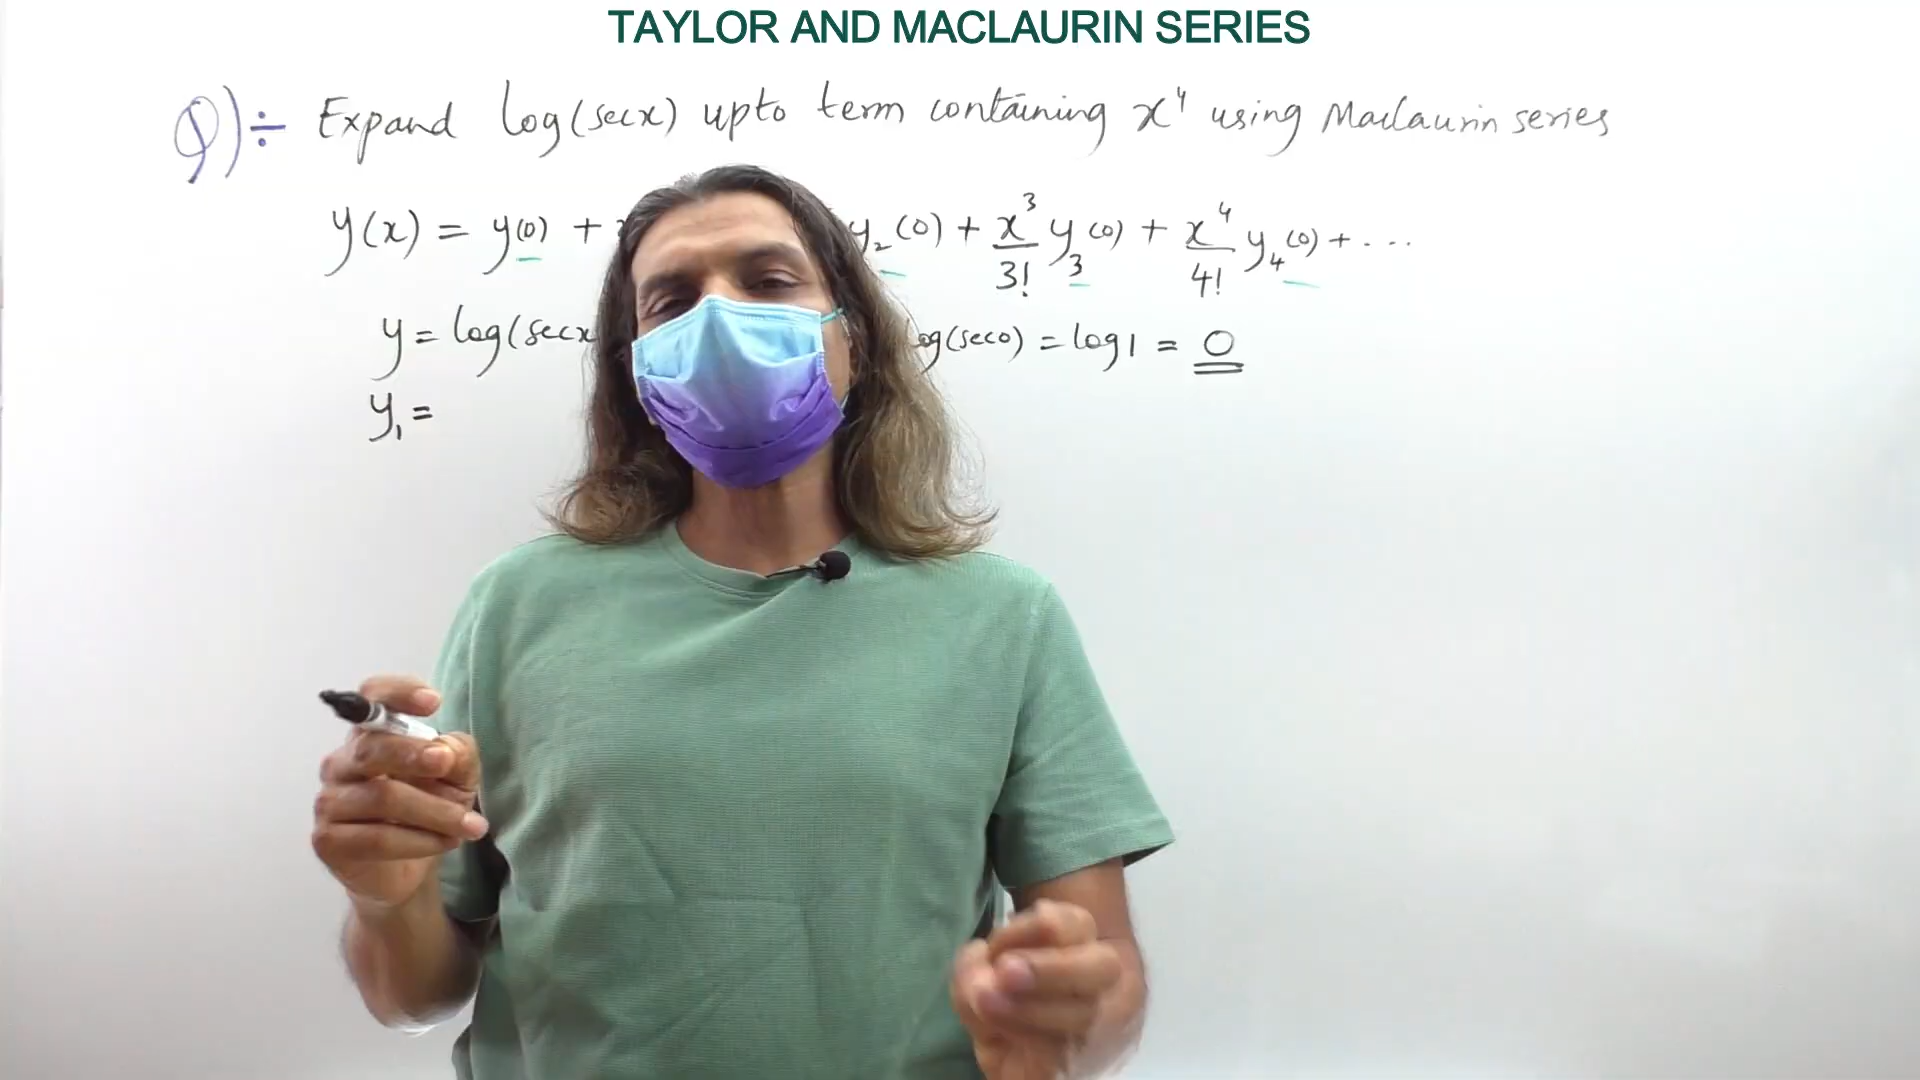 TAYLOR AND MACLAURIN SERIES
Q) ÷ Expand log(secx) upto term containing x⁴ using Maclaurin series
y(x) = y(0) + y₂(0) + x³/3! y₃(0) + x⁴/4! y₄(0) + ...
y = log(secx log(sec0) = log1 = 0
y₁ =